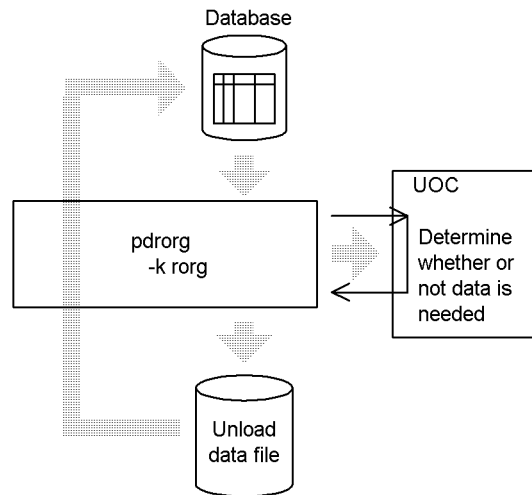 Database
UOC
pdrorg
-k rorg
Determine
whether or
not data is
needed
Unload
data file